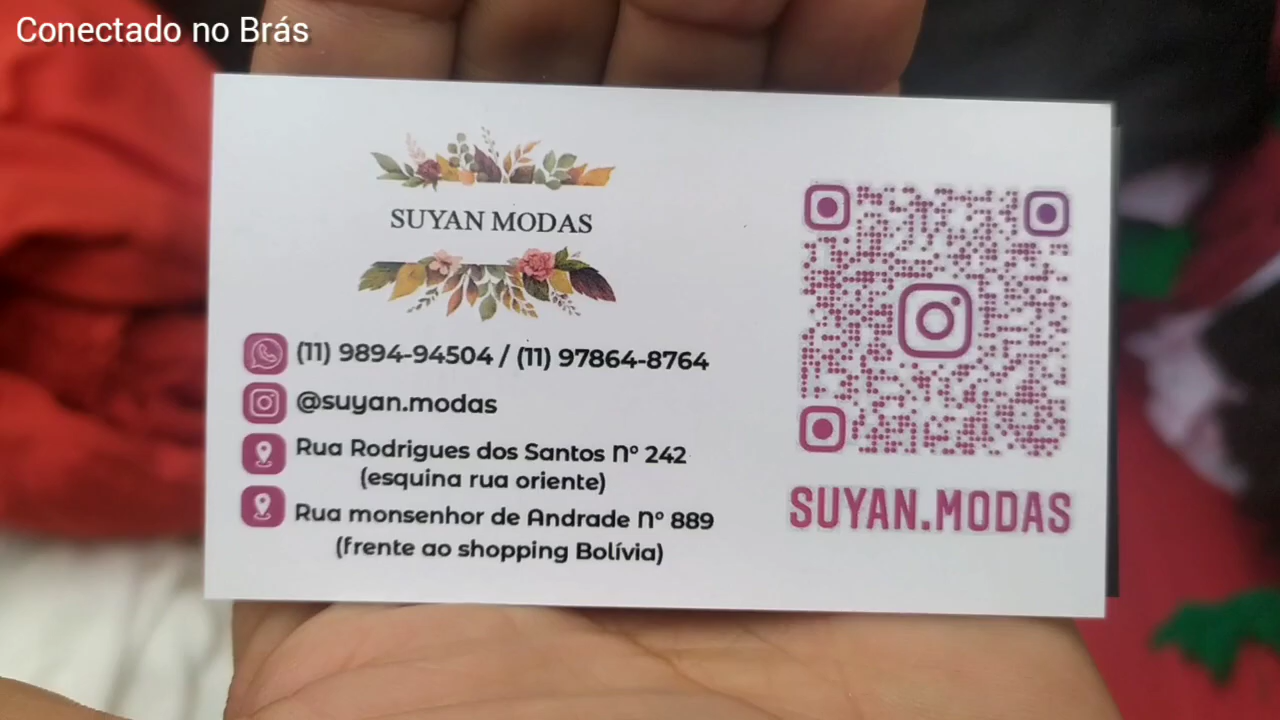 Conectado no Brás
SUYAN MODAS
(11) 9894-94504 / (11) 97864-8764
@suyan.modas
Rua Rodrigues dos Santos Nº 242
(esquina rua oriente)
Rua monsenhor de Andrade Nº 889
(frente ao shopping Bolívia)
SUYAN.MODAS